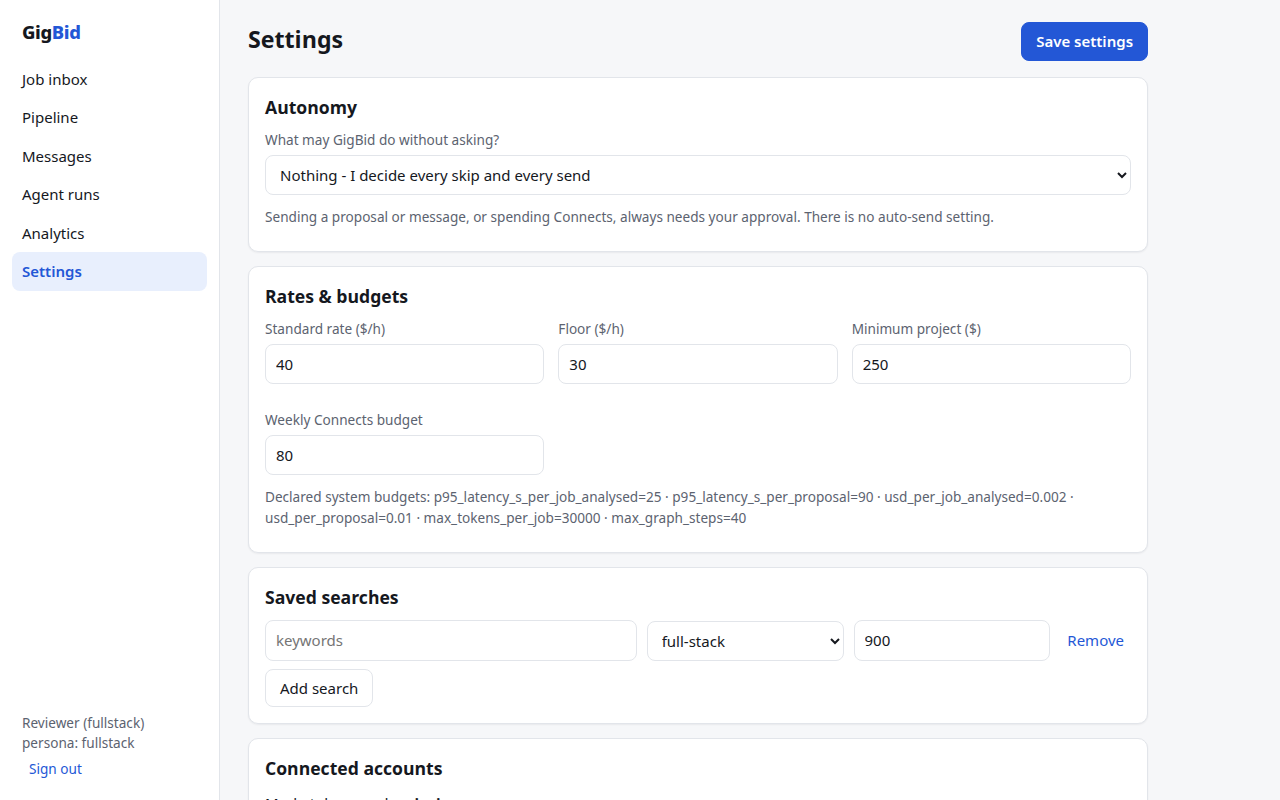 GigBid
Job inbox
Pipeline
Messages
Agent runs
Analytics
Settings
Reviewer (fullstack)
persona: fullstack
Sign out
Settings
Save settings
Autonomy
What may GigBid do without asking?
Nothing - I decide every skip and every send
Sending a proposal or message, or spending Connects, always needs your approval. There is no auto-send setting.
Rates & budgets
Standard rate ($/h)
Floor ($/h)
Minimum project ($)
40
30
250
Weekly Connects budget
80
Declared system budgets: p95_latency_s_per_job_analysed=25 · p95_latency_s_per_proposal=90 · usd_per_job_analysed=0.002 ·
usd_per_proposal=0.01 · max_tokens_per_job=30000 · max_graph_steps=40
Saved searches
keywords
full-stack
900
Remove
Add search
Connected accounts